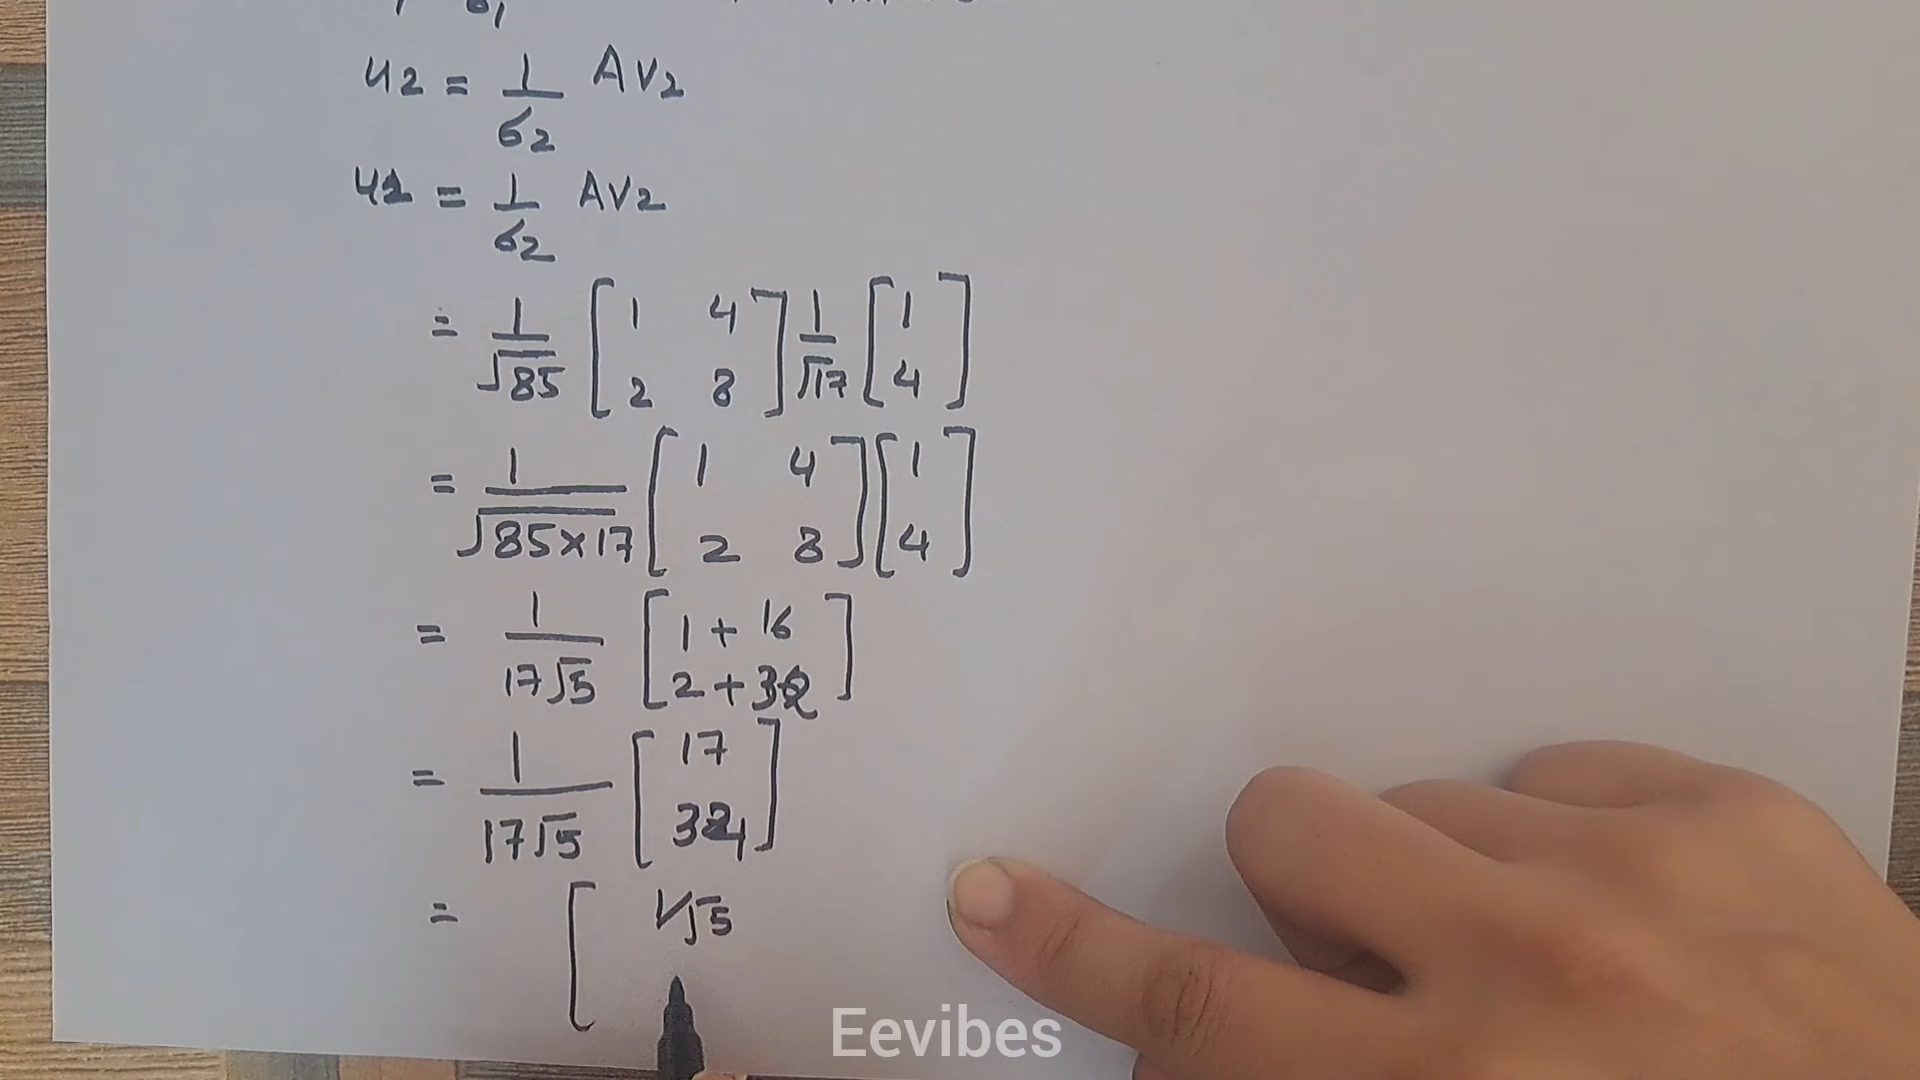 u2 = 1/σ2 AV2
u2 = 1/σ2 AV2
= 1/√85 [1 4; 2 8] 1/√17 [1; 4]
= 1/√85×17 [1 4; 2 8] [1; 4]
= 1/17√5 [1 + 16; 2 + 32]
= 1/17√5 [17; 34]
= [ 1/√5
Eevibes